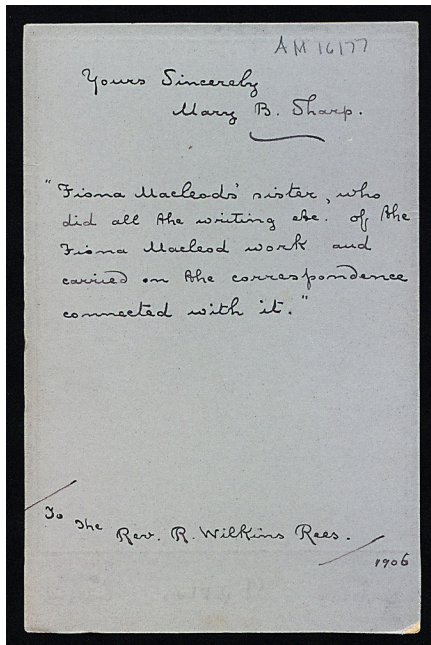 AM 16177
Yours Sincerely
Mary B. Sharp.
"Fiona Macleods' sister, who
did all the writing etc. of the
Fiona Macleod work and
carried on the correspondence
connected with it."
To The Rev. R. Wilkins Rees.
1906